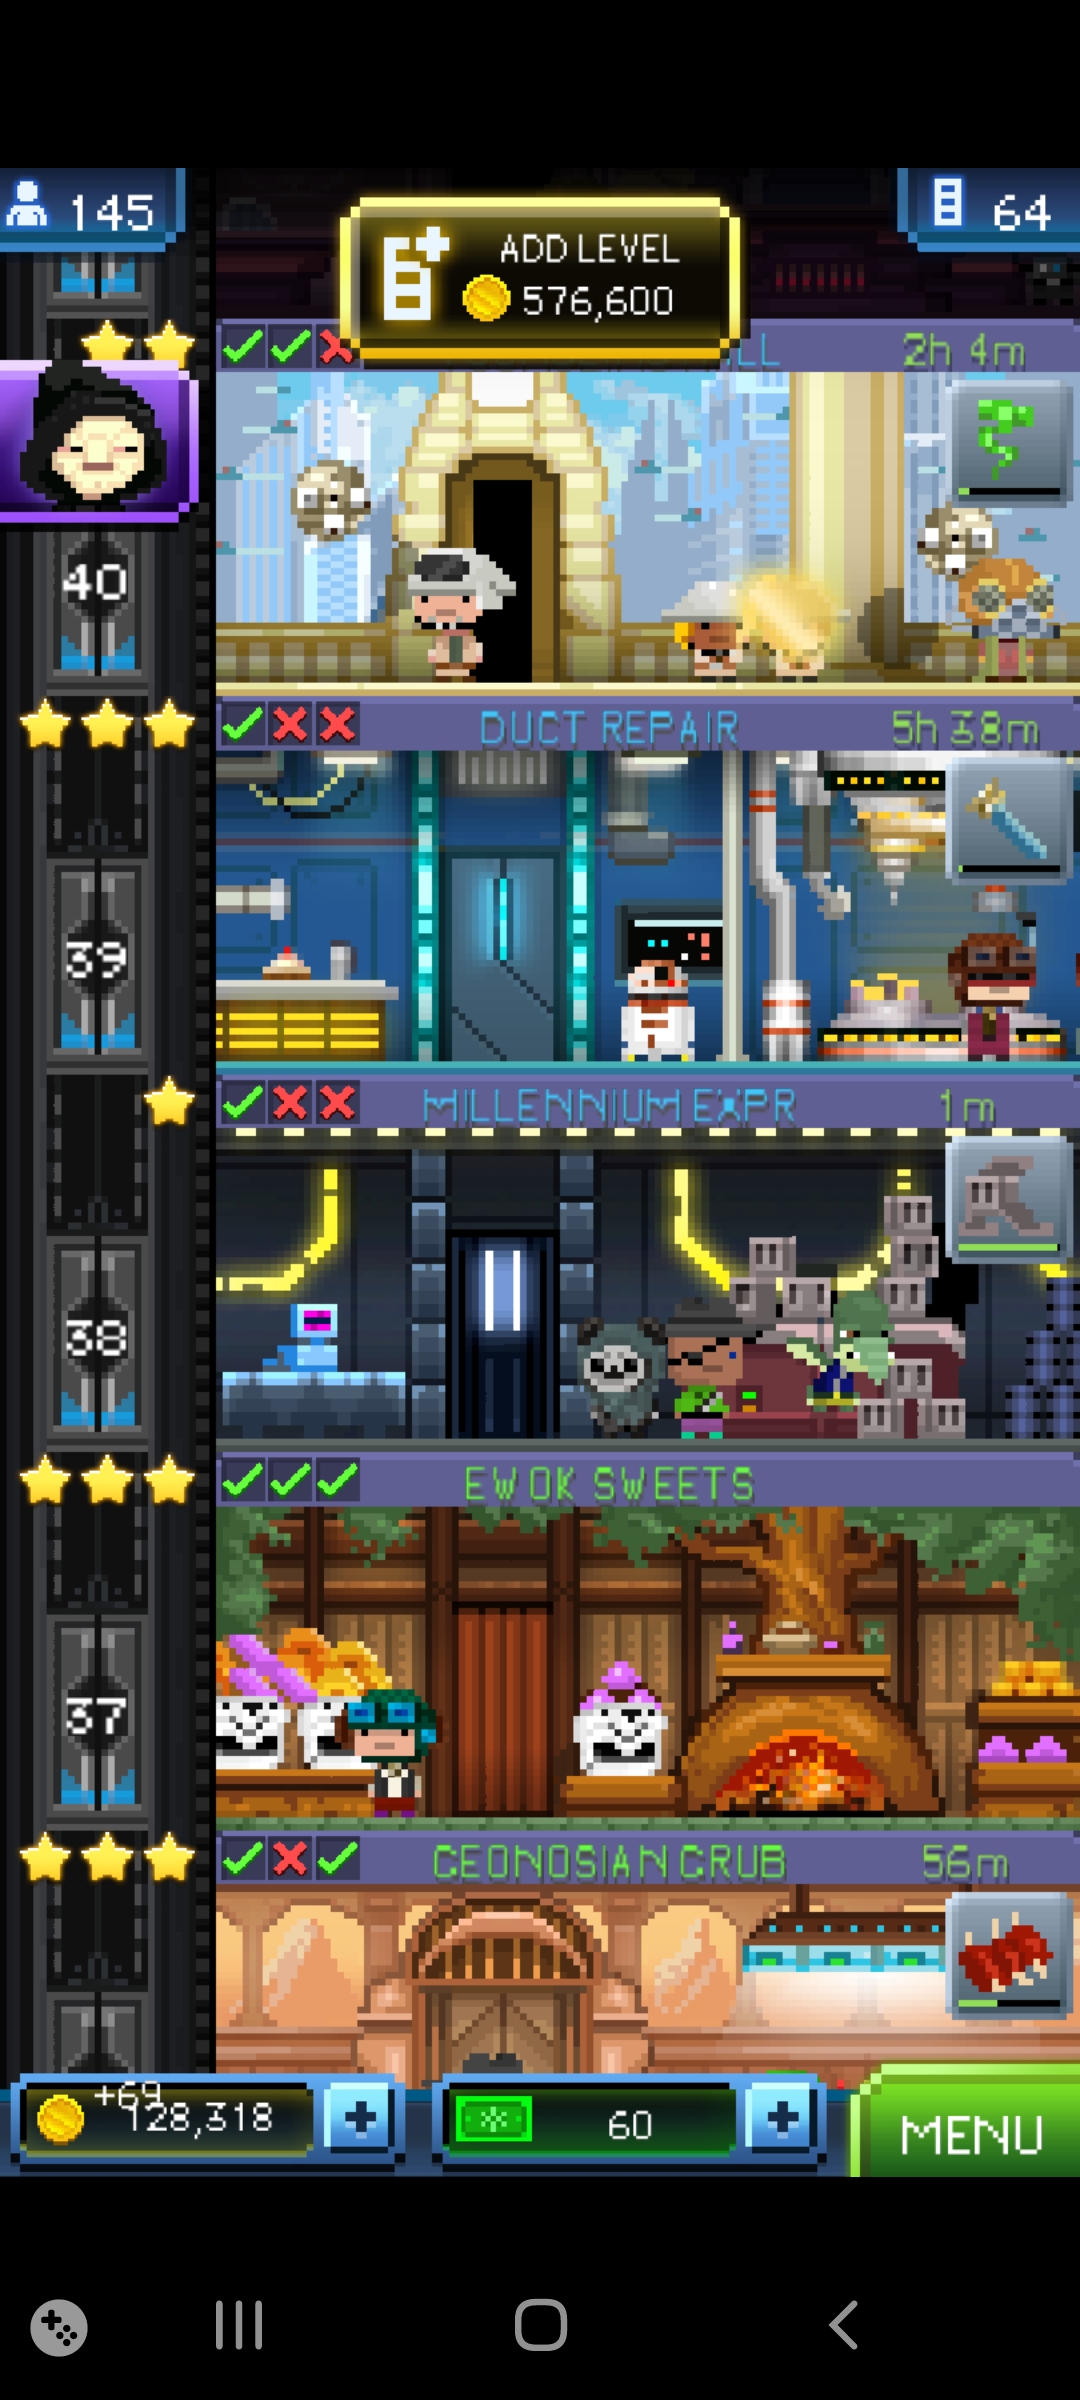 145
64
ADD LEVEL
576,600
LL 2h 4m
40
DUCT REPAIR 5h 38m
39
MILLENNIUM EXPR 1m
38
EWOK SWEETS
37
GEONOSIAN GRUB 56m
+69
128,318
60
MENU